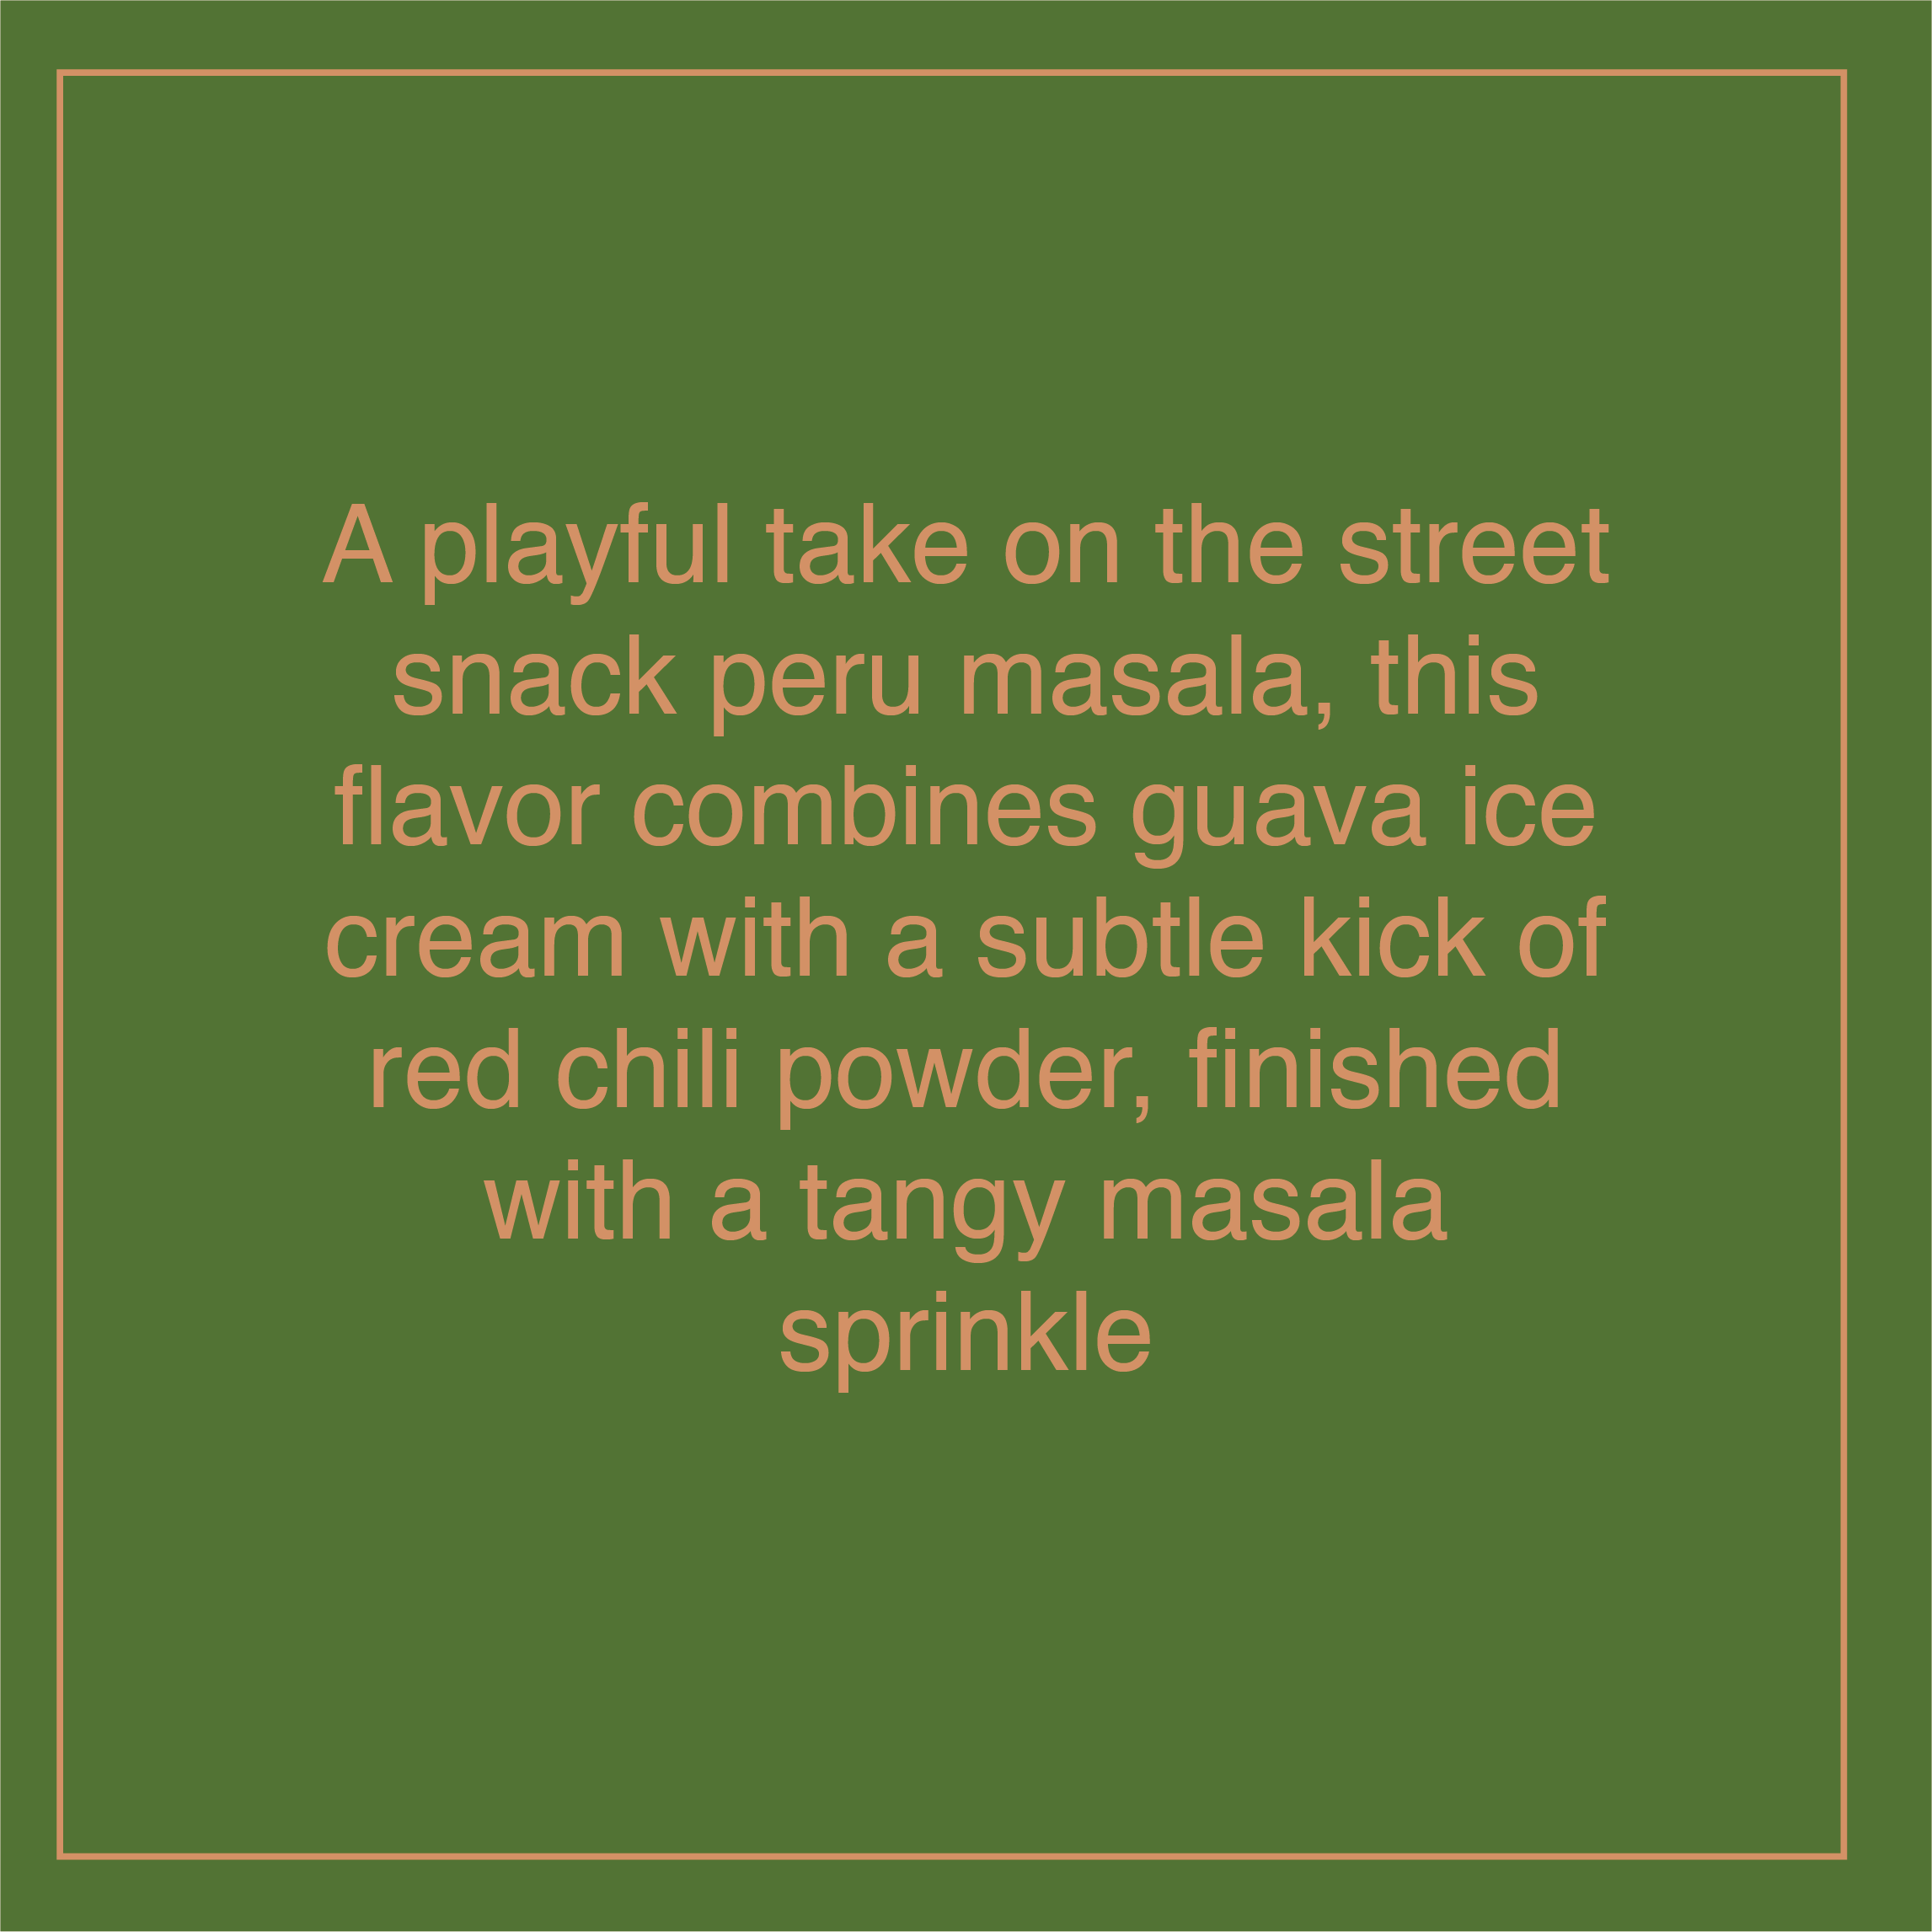 A playful take on the street
snack peru masala, this
flavor combines guava ice
cream with a subtle kick of
red chili powder, finished
with a tangy masala
sprinkle